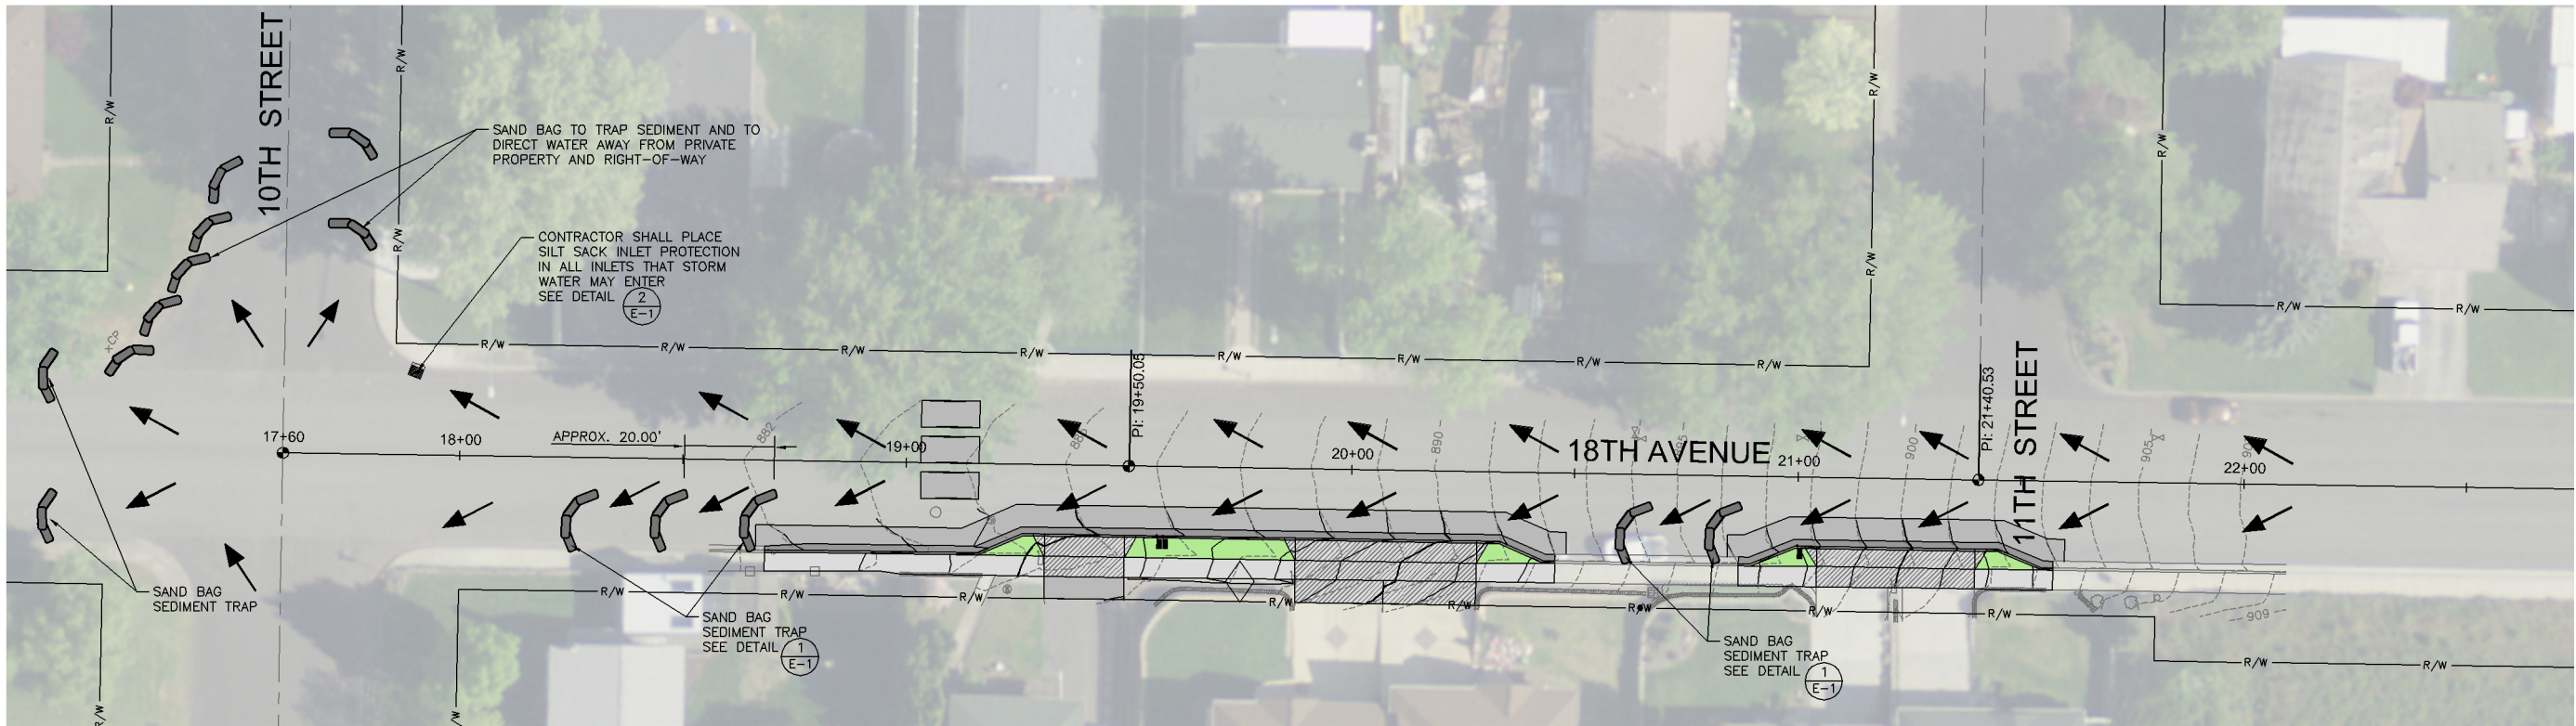 10TH STREET
R/W
R/W
R/W
R/W
R/W
R/W
SAND BAG TO TRAP SEDIMENT AND TO
DIRECT WATER AWAY FROM PRIVATE
PROPERTY AND RIGHT-OF-WAY
CONTRACTOR SHALL PLACE
SILT SACK INLET PROTECTION
IN ALL INLETS THAT STORM
WATER MAY ENTER
SEE DETAIL
2
E-1
+CP
R/W
R/W
R/W
R/W
R/W
R/W
R/W
R/W
R/W
R/W
PI: 19+50.05
PI: 21+40.53
11TH STREET
17+60
18+00
APPROX. 20.00'
882
19+00
20+00
890
18TH AVENUE
21+00
900
905
22+00
SAND BAG
SEDIMENT TRAP
R/W
R/W
R/W
R/W
R/W
R/W
R/W
R/W
909
SAND BAG
SEDIMENT TRAP
SEE DETAIL
1
E-1
SAND BAG
SEDIMENT TRAP
SEE DETAIL
1
E-1
R/W
R/W
R/W
R/W